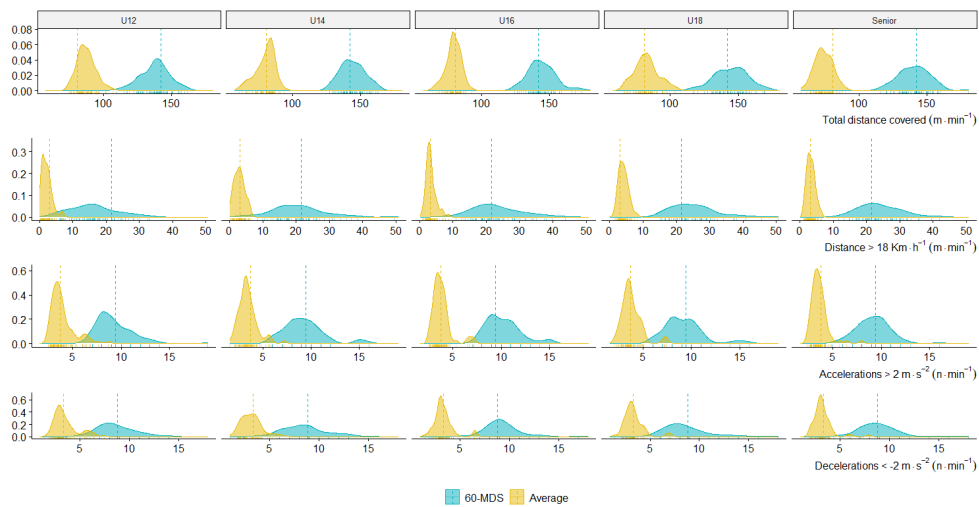 U12 U14 U16 U18 Senior
0.08
0.06
0.04
0.02
0.00
100 150 100 150 100 150 100 150 100 150
Total distance covered (m·min⁻¹)
0.3
0.2
0.1
0.0
0 10 20 30 40 50 0 10 20 30 40 50 0 10 20 30 40 50 0 10 20 30 40 50 0 10 20 30 40 50
Distance > 18 Km·h⁻¹ (m·min⁻¹)
0.6
0.4
0.2
0.0
5 10 15 5 10 15 5 10 15 5 10 15 5 10 15
Accelerations > 2 m·s⁻² (n·min⁻¹)
0.6
0.4
0.2
0.0
5 10 15 5 10 15 5 10 15 5 10 15 5 10 15
Decelerations < -2 m·s⁻² (n·min⁻¹)
60-MDS Average